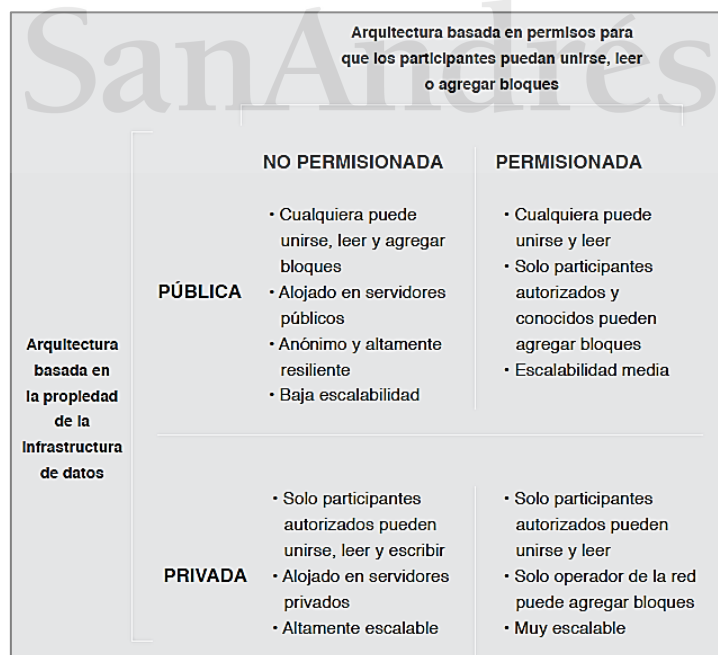 SanAndrés
Arquitectura basada en permisos para
que los participantes puedan unirse, leer
o agregar bloques
NO PERMISIONADA
PERMISIONADA
Arquitectura
basada en
la propiedad
de la
infrastructura
de datos
PÚBLICA
• Cualquiera puede
unirse, leer y agregar
bloques
• Alojado en servidores
públicos
• Anónimo y altamente
resiliente
• Baja escalabilidad
• Cualquiera puede
unirse y leer
• Solo participantes
autorizados y
conocidos pueden
agregar bloques
• Escalabilidad media
PRIVADA
• Solo participantes
autorizados pueden
unirse, leer y escribir
• Alojado en servidores
privados
• Altamente escalable
• Solo participantes
autorizados pueden
unirse y leer
• Solo operador de la red
puede agregar bloques
• Muy escalable